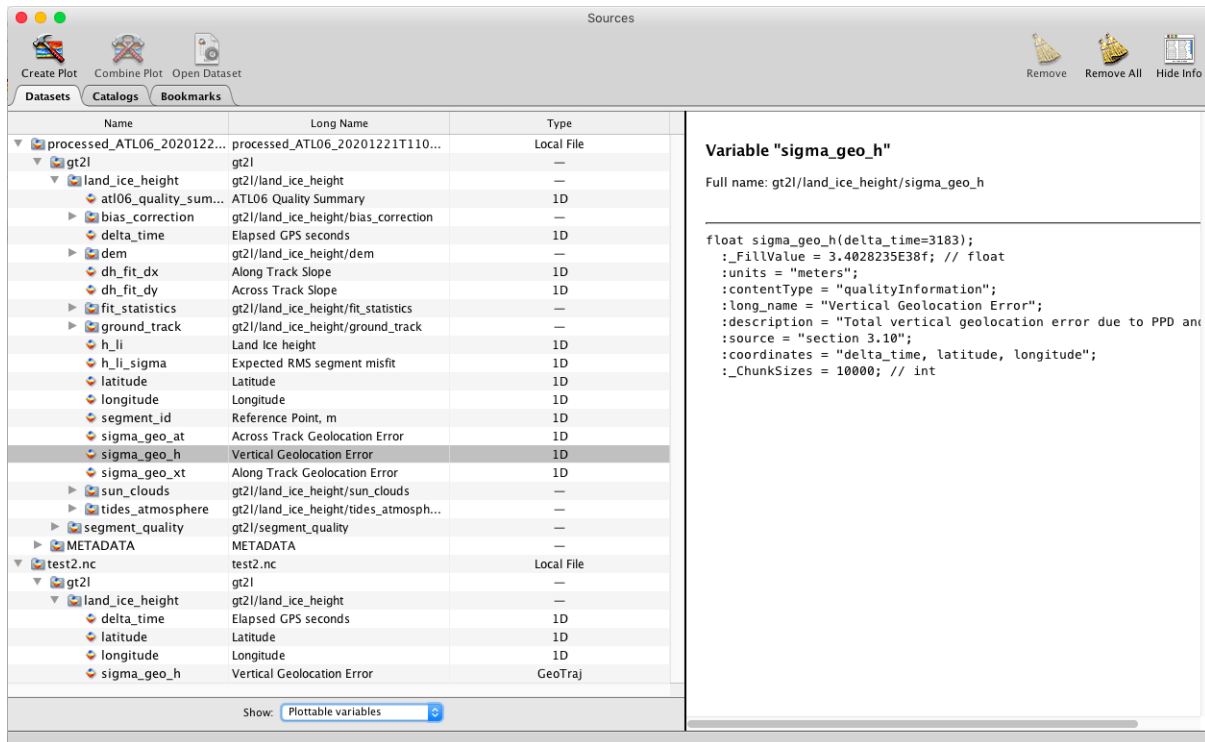 Sources
Create Plot Combine Plot Open Dataset Remove Remove All Hide Info
Datasets Catalogs Bookmarks
Name Long Name Type
processed_ATL06_2020122... processed_ATL06_20201221T110... Local File
gt2l gt2l —
land_ice_height gt2l/land_ice_height —
atl06_quality_sum... ATL06 Quality Summary 1D
bias_correction gt2l/land_ice_height/bias_correction —
delta_time Elapsed GPS seconds 1D
dem gt2l/land_ice_height/dem —
dh_fit_dx Along Track Slope 1D
dh_fit_dy Across Track Slope 1D
fit_statistics gt2l/land_ice_height/fit_statistics —
ground_track gt2l/land_ice_height/ground_track —
h_li Land Ice height 1D
h_li_sigma Expected RMS segment misfit 1D
latitude Latitude 1D
longitude Longitude 1D
segment_id Reference Point, m 1D
sigma_geo_at Across Track Geolocation Error 1D
sigma_geo_h Vertical Geolocation Error 1D
sigma_geo_xt Along Track Geolocation Error 1D
sun_clouds gt2l/land_ice_height/sun_clouds —
tides_atmosphere gt2l/land_ice_height/tides_atmosph... —
segment_quality gt2l/segment_quality —
METADATA METADATA —
test2.nc test2.nc Local File
gt2l gt2l —
land_ice_height gt2l/land_ice_height —
delta_time Elapsed GPS seconds 1D
latitude Latitude 1D
longitude Longitude 1D
sigma_geo_h Vertical Geolocation Error GeoTraj
Show: Plottable variables
Variable "sigma_geo_h"
Full name: gt2l/land_ice_height/sigma_geo_h
float sigma_geo_h(delta_time=3183);
:_FillValue = 3.4028235E38f; // float
:units = "meters";
:contentType = "qualityInformation";
:long_name = "Vertical Geolocation Error";
:description = "Total vertical geolocation error due to PPD and
:source = "section 3.10";
:coordinates = "delta_time, latitude, longitude";
:_ChunkSizes = 10000; // int